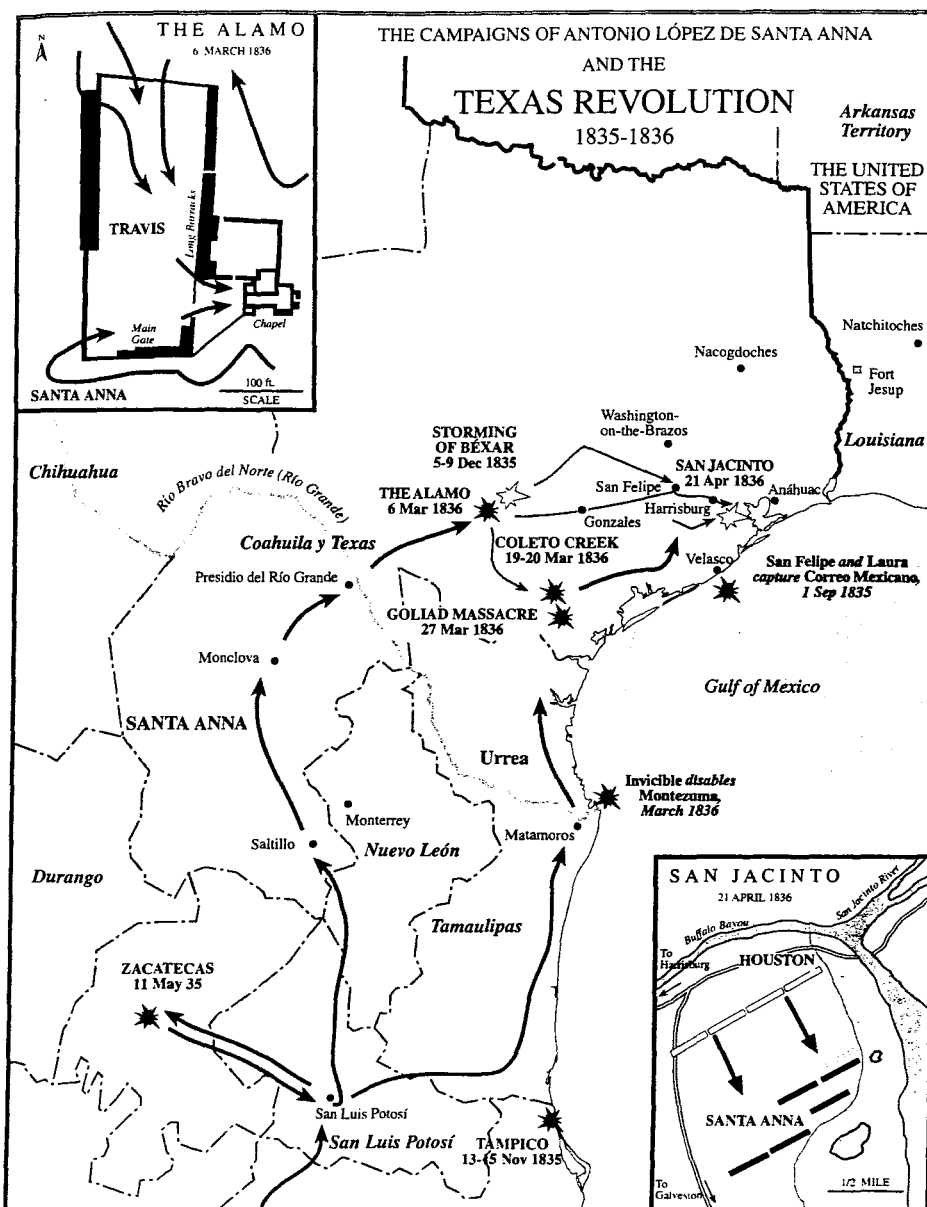 THE ALAMO
6 MARCH 1836
N
TRAVIS
Long Barracks
Main
Gate
Chapel
SANTA ANNA
100 ft.
SCALE
THE CAMPAIGNS OF ANTONIO LÓPEZ DE SANTA ANNA
AND THE
TEXAS REVOLUTION
1835-1836
Arkansas
Territory
THE UNITED
STATES OF
AMERICA
Natchitoches
Nacogdoches
Fort
Jesup
Washington-
on-the-Brazos
Louisiana
STORMING
OF BÉXAR
5-9 Dec 1835
SAN JACINTO
21 Apr 1836
Chihuahua
Río Bravo del Norte (Río Grande)
THE ALAMO
6 Mar 1836
San Felipe
Anáhuac
Harrisburg
Gonzales
Coahuila y Texas
COLETO CREEK
19-20 Mar 1836
Velasco
San Felipe and Laura
capture Correo Mexicano,
1 Sep 1835
Presidio del Río Grande
GOLIAD MASSACRE
27 Mar 1836
Monclova
Gulf of Mexico
SANTA ANNA
Urrea
Invicible disables
Montezuma,
March 1836
Monterrey
Matamoros
Saltillo
Nuevo León
Durango
Tamaulipas
ZACATECAS
11 May 35
San Luis Potosí
San Luis Potosí
TAMPICO
13-15 Nov 1835
SAN JACINTO
21 APRIL 1836
San Jacinto River
Buffalo Bayou
To
Harrisburg
HOUSTON
SANTA ANNA
To
Galveston
1/2 MILE